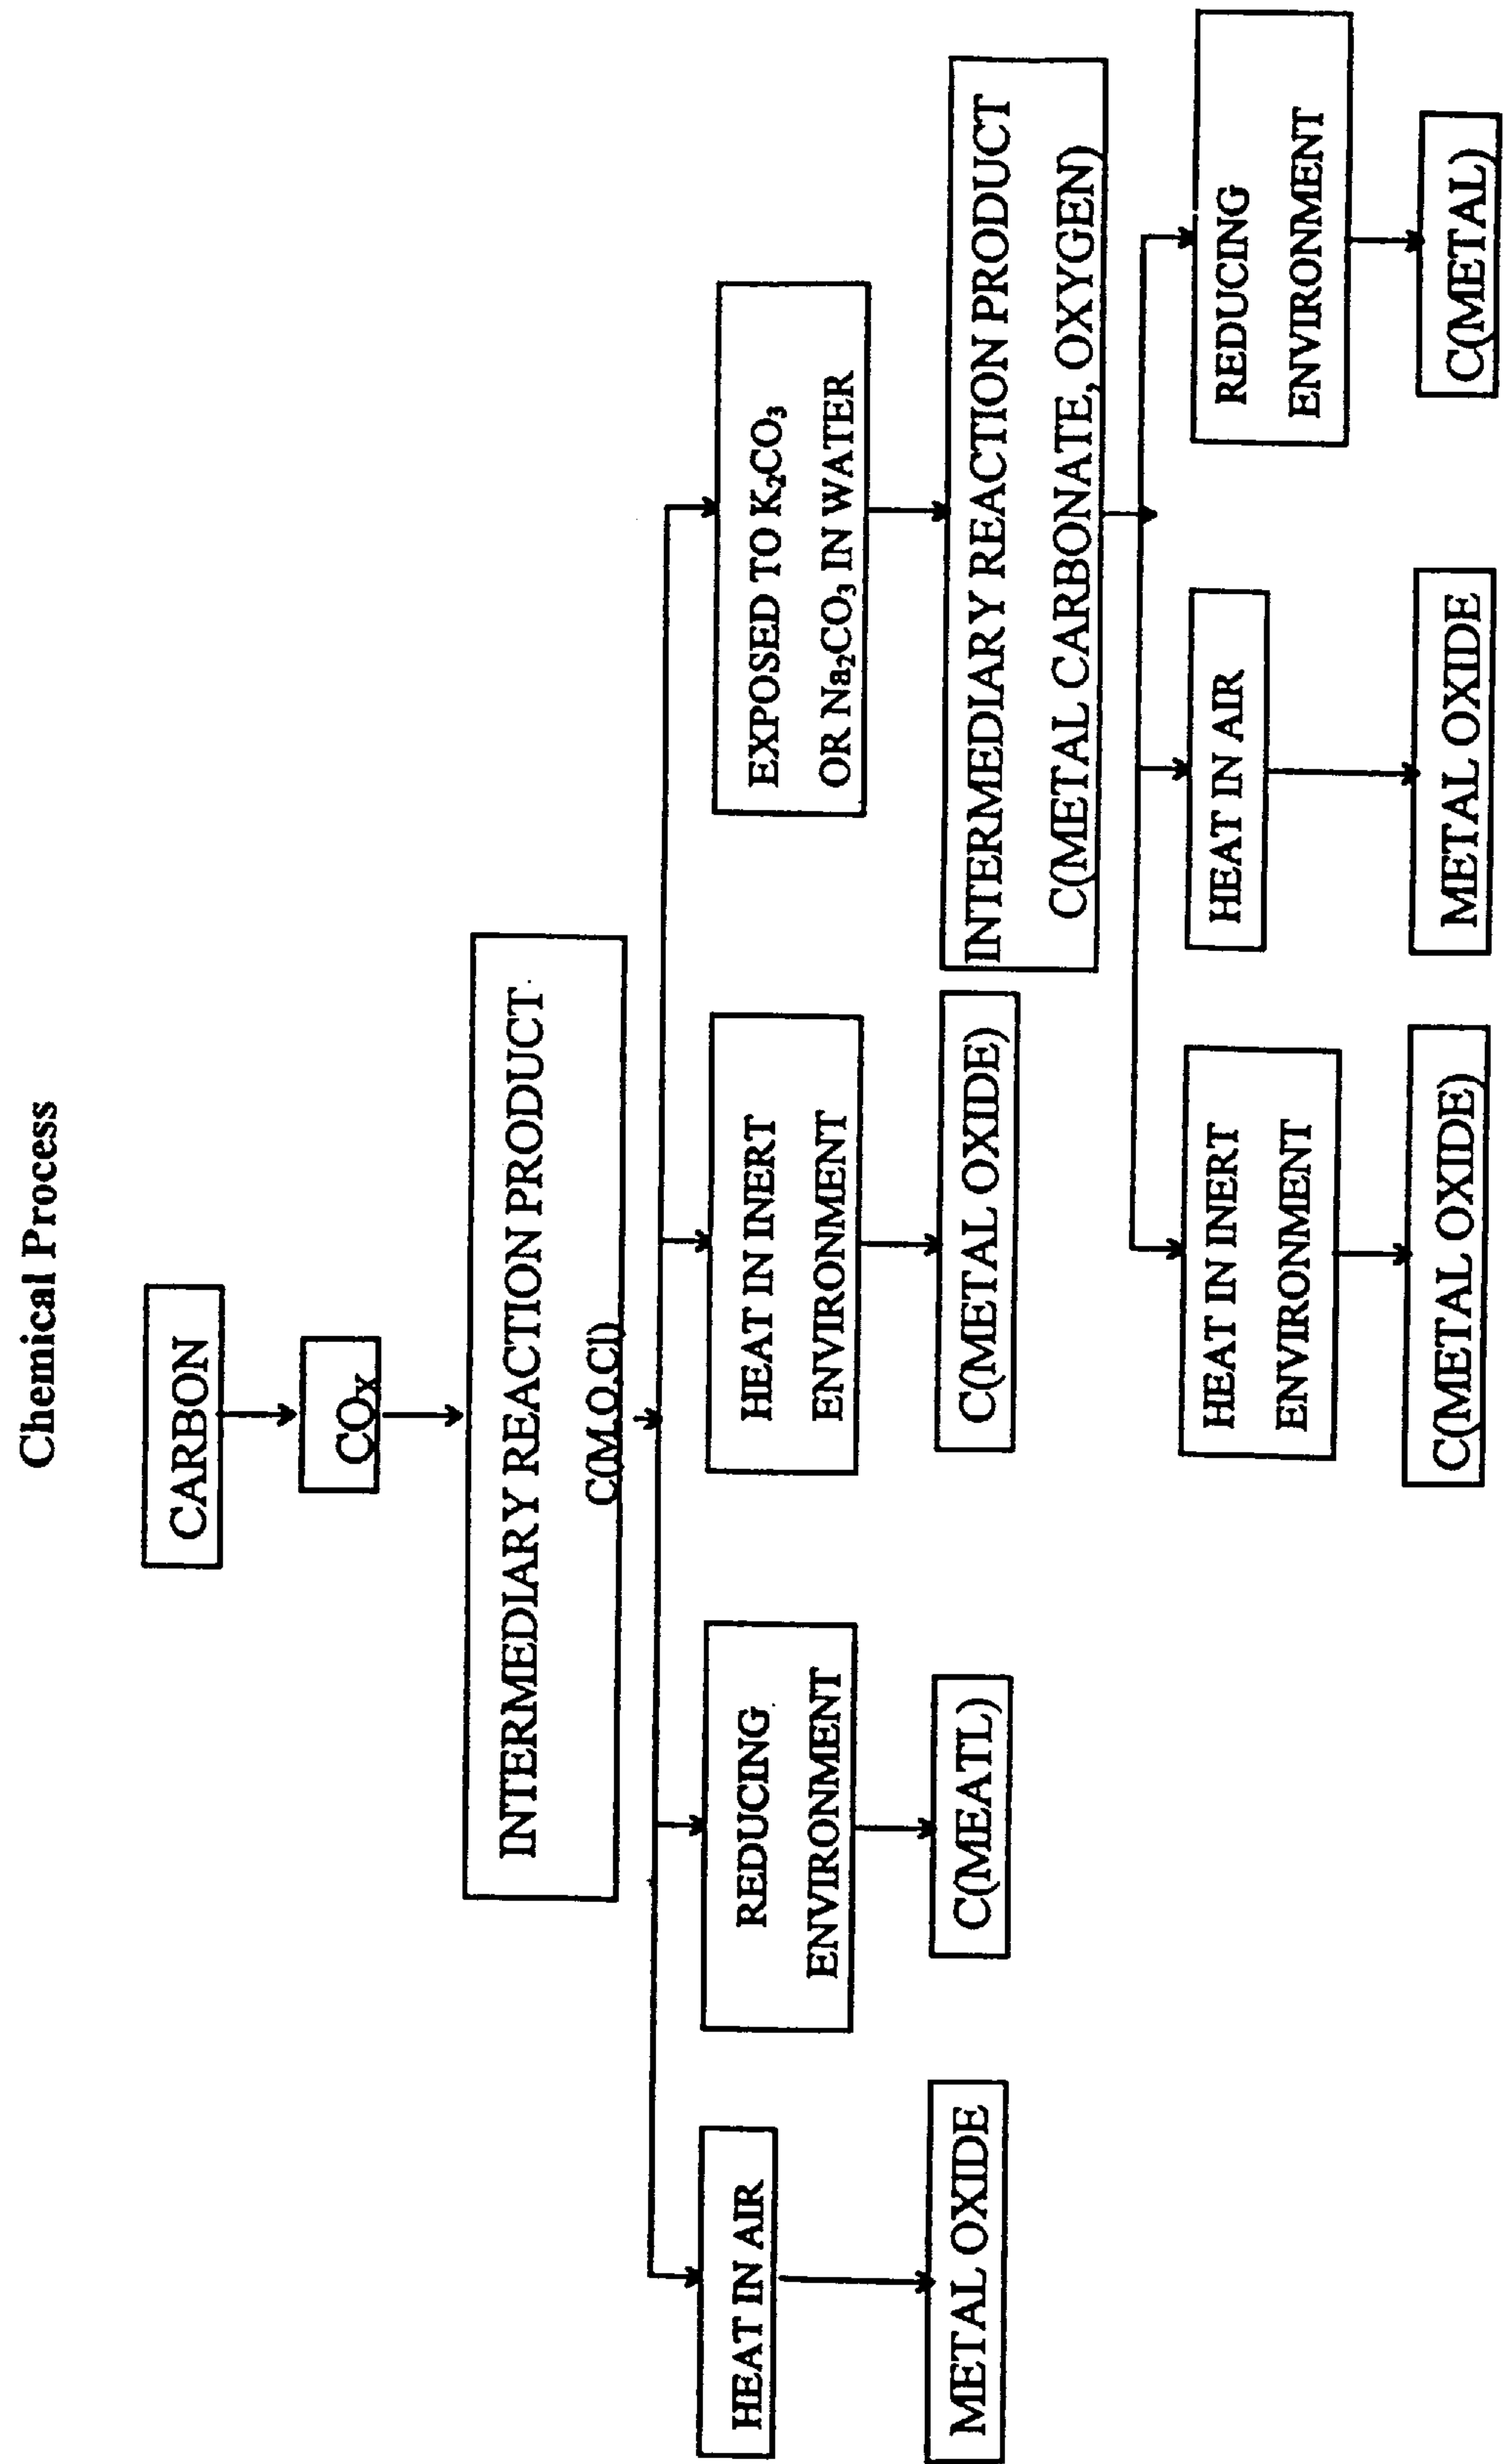 Chemical Process
CARBON
COX
INTERMEDIARY REACTION PRODUCT
C(M,O,Cl)
HEAT IN AIR
METAL OXIDE
REDUCING
ENVIRONMENT
C(MEATL)
HEAT IN INERT
ENVIRONMENT
C(METAL OXIDE)
EXPOSED TO K₂CO₃
OR Na₂CO₃ IN WATER
INTERMEDIARY REACTION PRODUCT
C(METAL CARBONATE, OXYGEN)
HEAT IN INERT
ENVIRONMENT
C(METAL OXIDE)
HEAT IN AIR
METAL OXIDE
REDUCING
ENVIRONMENT
C(METAL)